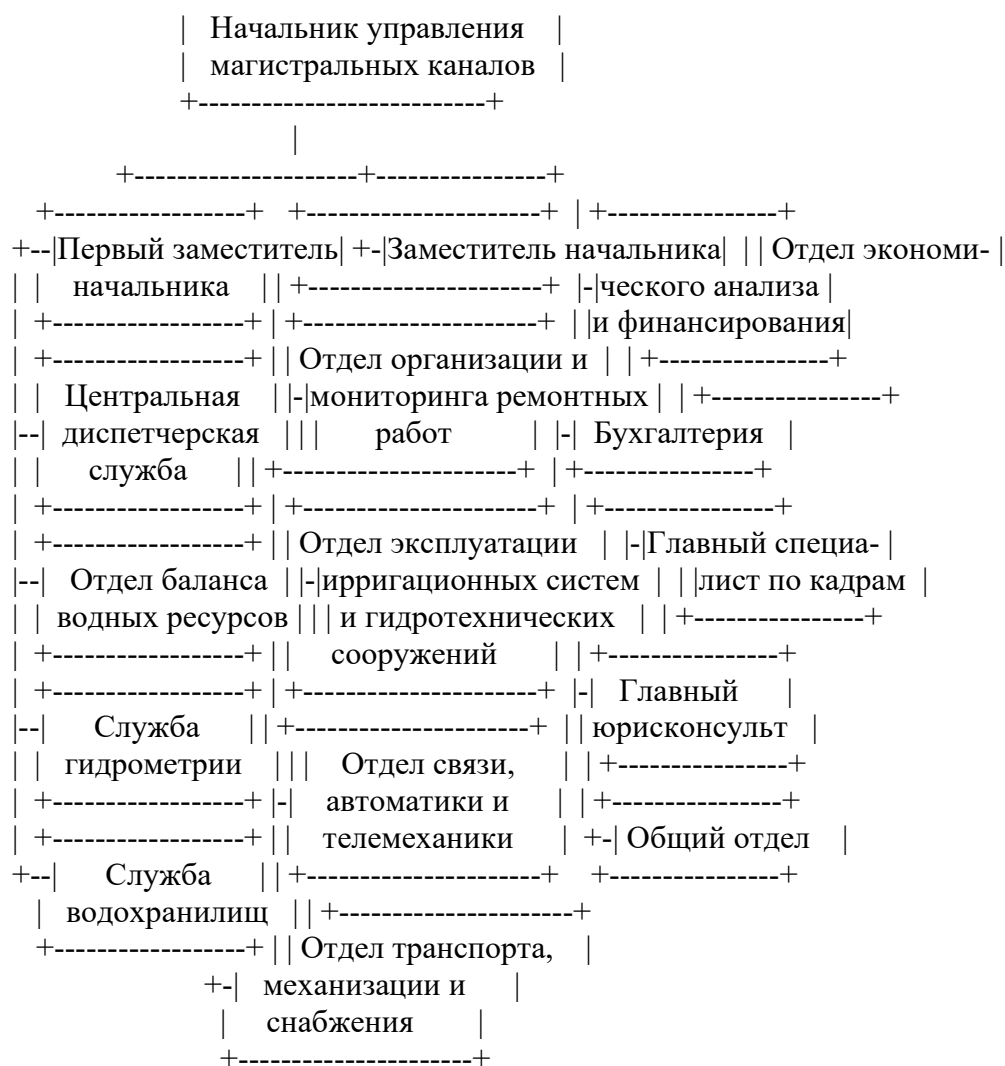 | Начальник управления |
| магистральных каналов |
+---------------------------+
|
+---------------------+----------------+
+------------------+ +----------------------+ | +----------------+
+--|Первый заместитель| +-|Заместитель начальника| | | Отдел экономи- |
| | начальника | | +----------------------+ |-|ческого анализа |
| +------------------+ | +----------------------+ | |и финансирования|
| +------------------+ | | Отдел организации и | | +----------------+
| | Центральная | |-|мониторинга ремонтных | | +----------------+
|--| диспетчерская | | | работ | |-| Бухгалтерия |
| | служба | | +----------------------+ | +----------------+
| +------------------+ | +----------------------+ | +----------------+
| +------------------+ | | Отдел эксплуатации | |-|Главный специа- |
|--| Отдел баланса | |-|ирригационных систем | | |лист по кадрам |
| | водных ресурсов | | | и гидротехнических | | +----------------+
| +------------------+ | | сооружений | | +----------------+
| +------------------+ | +----------------------+ |-| Главный |
|--| Служба | | +----------------------+ | | юрисконсульт |
| | гидрометрии | | | Отдел связи, | | +----------------+
| +------------------+ |-| автоматики и | | +----------------+
| +------------------+ | | телемеханики | +-| Общий отдел |
+--| Служба | | +----------------------+ +----------------+
| водохранилищ | | +----------------------+
+------------------+ | | Отдел транспорта, |
+-| механизации и |
| снабжения |
+----------------------+